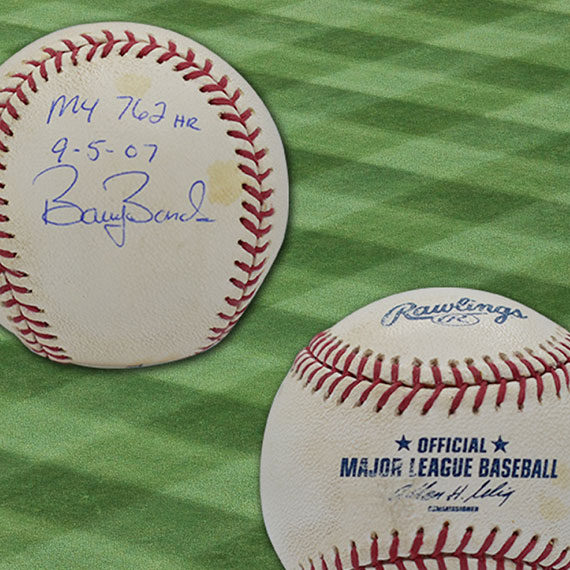 My 762 HR
9-5-07
Barry Bonds
Rawlings
OFFICIAL
MAJOR LEAGUE BASEBALL
Allan H. Selig
COMMISSIONER